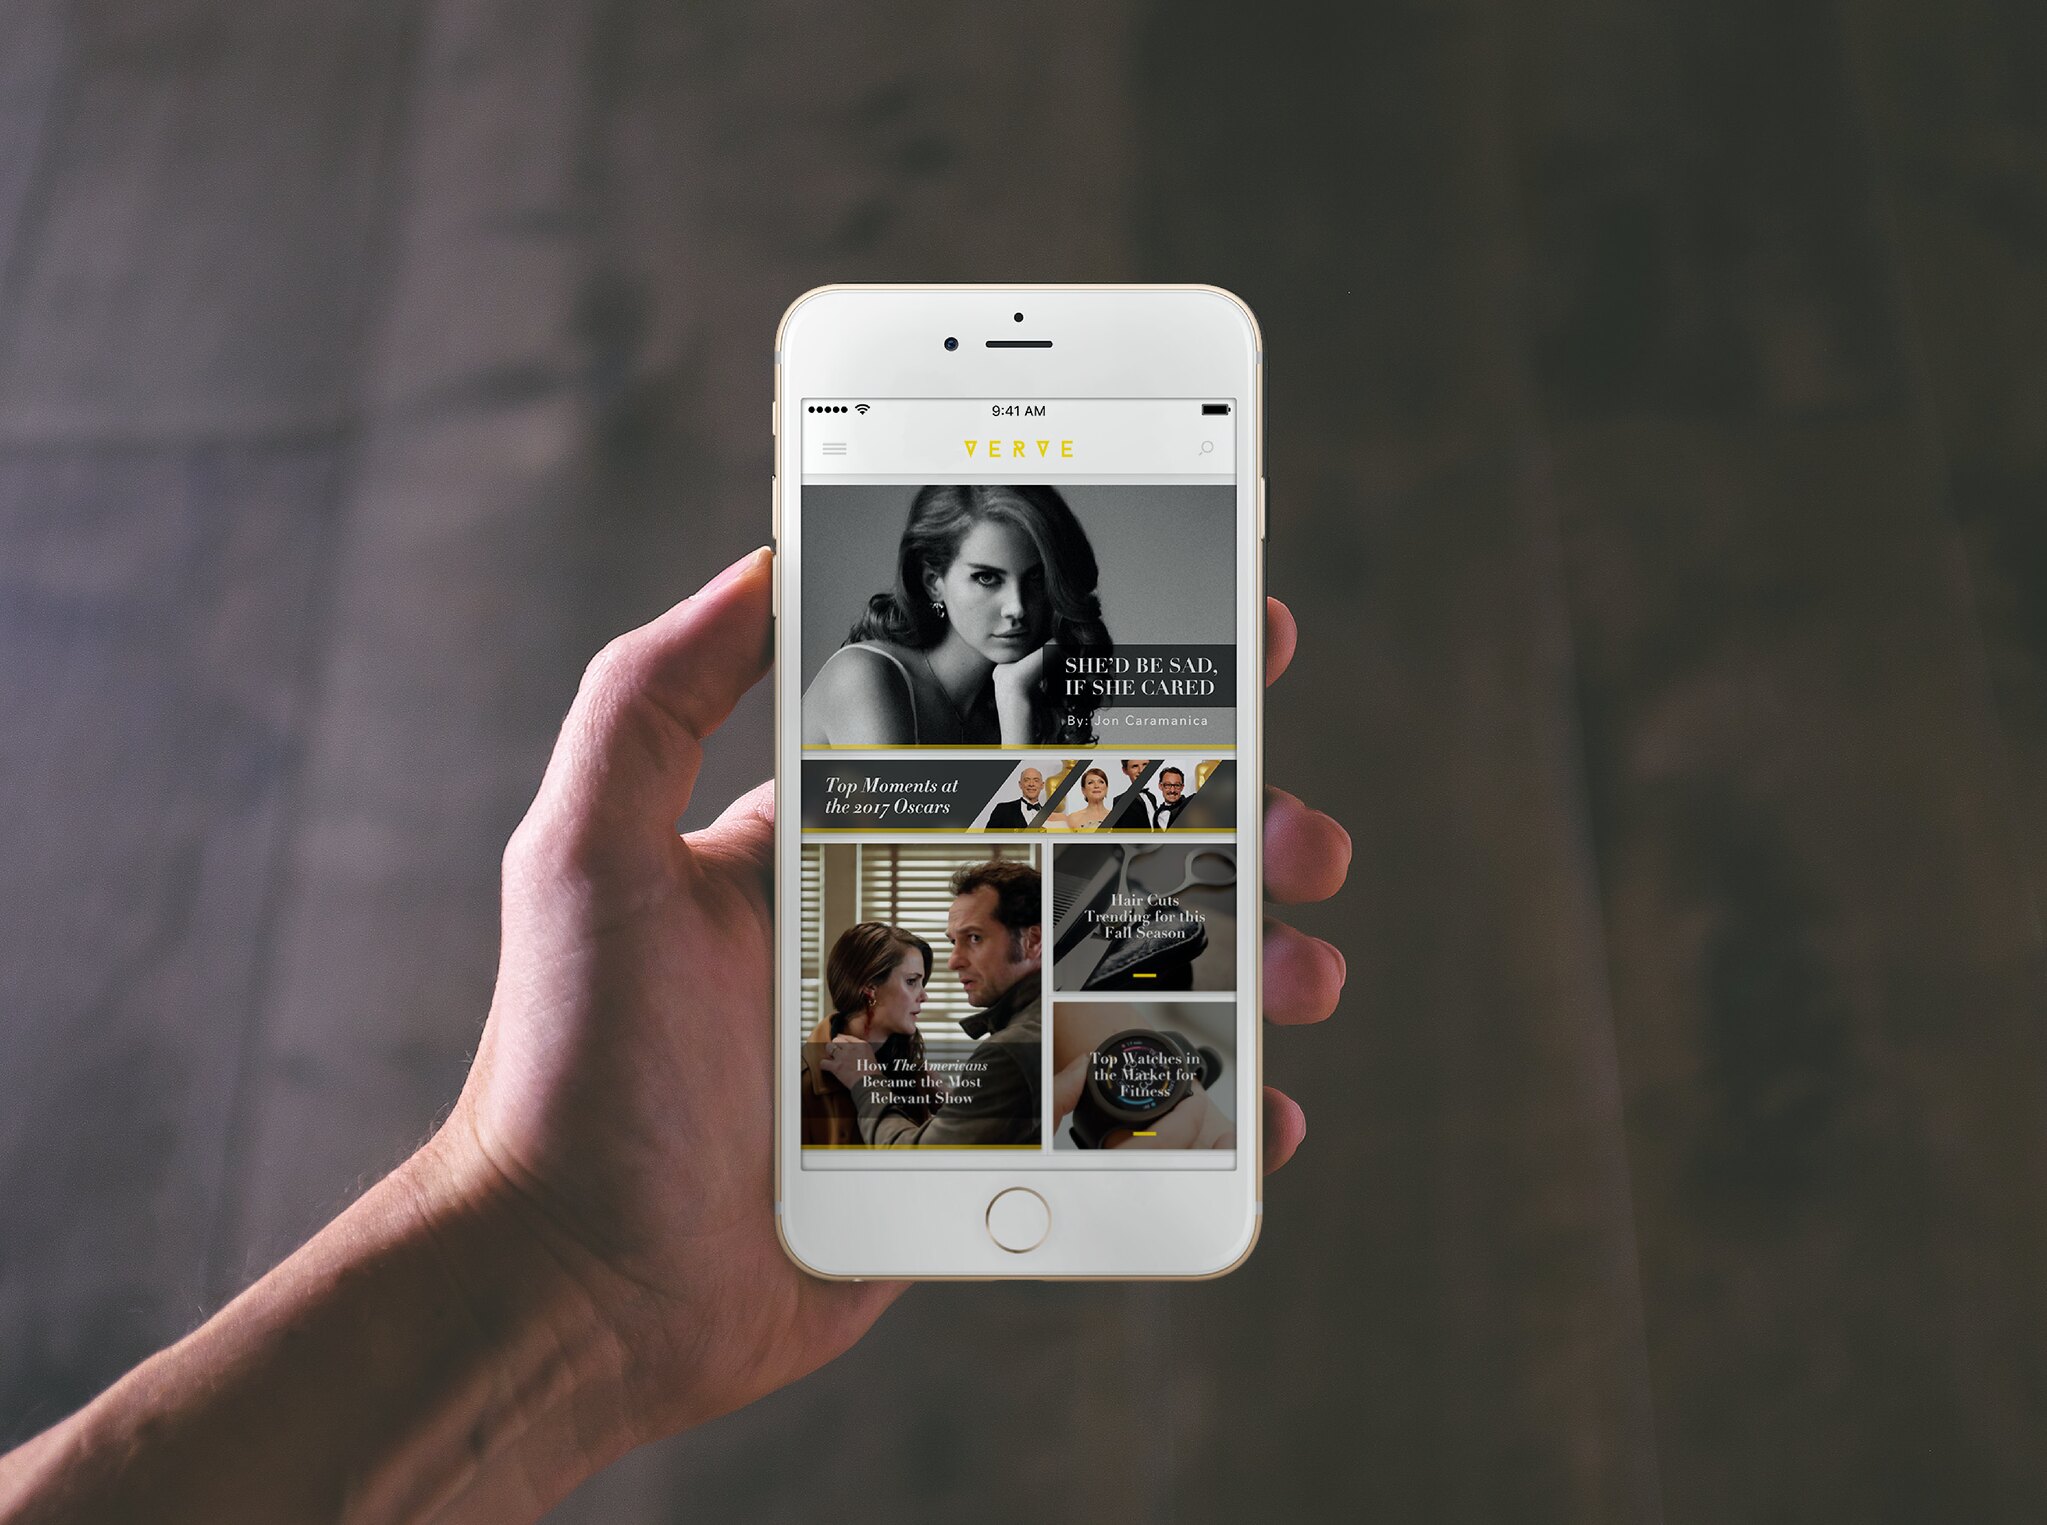 9:41 AM
VERVE
SHE'D BE SAD,
IF SHE CARED
By: Jon Caramanica
Top Moments at
the 2017 Oscars
How The Americans
Became the Most
Relevant Show
Hair Cuts
Trending for this
Fall Season
Top Watches in
the Market for
Fitness